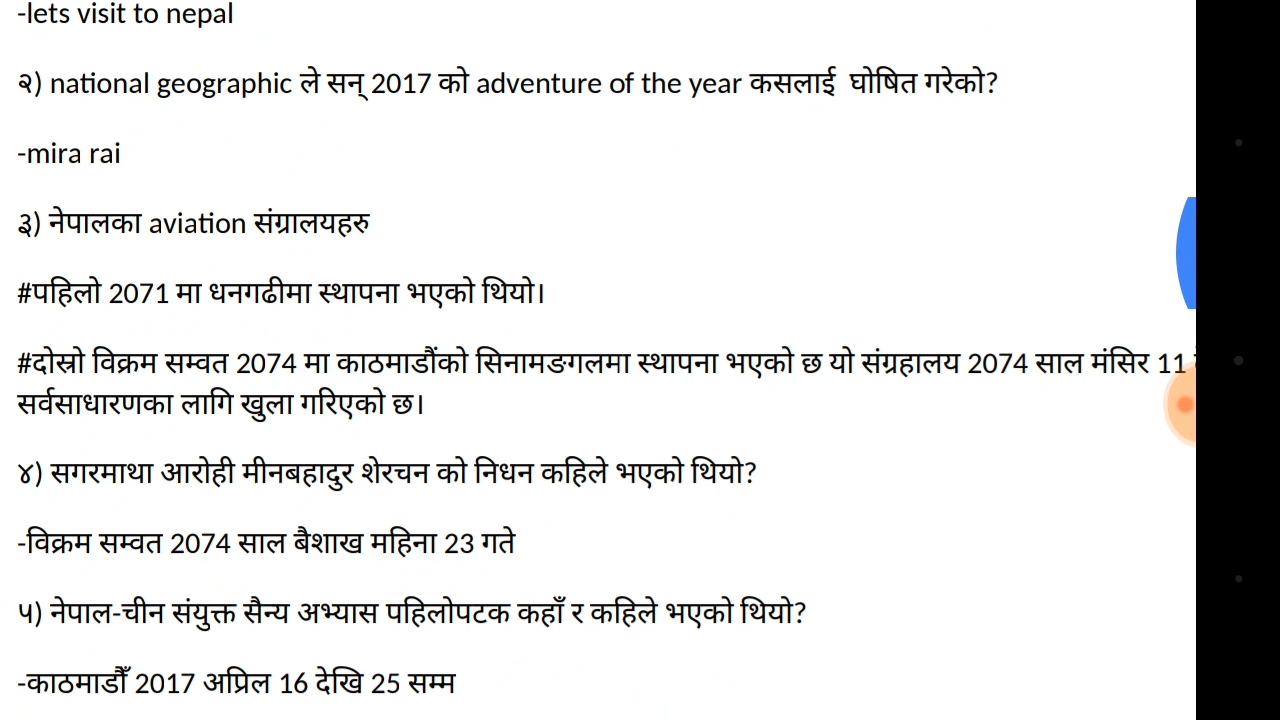 -lets visit to nepal
२) national geographic ले सन् 2017 को adventure of the year कसलाई घोषित गरेको?
-mira rai
३) नेपालका aviation संग्रालयहरु
#पहिलो 2071 मा धनगढीमा स्थापना भएको थियो।
#दोस्रो विक्रम सम्वत 2074 मा काठमाडौंको सिनामङगलमा स्थापना भएको छ यो संग्रहालय 2074 साल मंसिर 11
सर्वसाधारणका लागि खुला गरिएको छ।
४) सगरमाथा आरोही मीनबहादुर शेरचन को निधन कहिले भएको थियो?
-विक्रम सम्वत 2074 साल बैशाख महिना 23 गते
५) नेपाल-चीन संयुक्त सैन्य अभ्यास पहिलोपटक कहाँ र कहिले भएको थियो?
-काठमाडौँ 2017 अप्रिल 16 देखि 25 सम्म